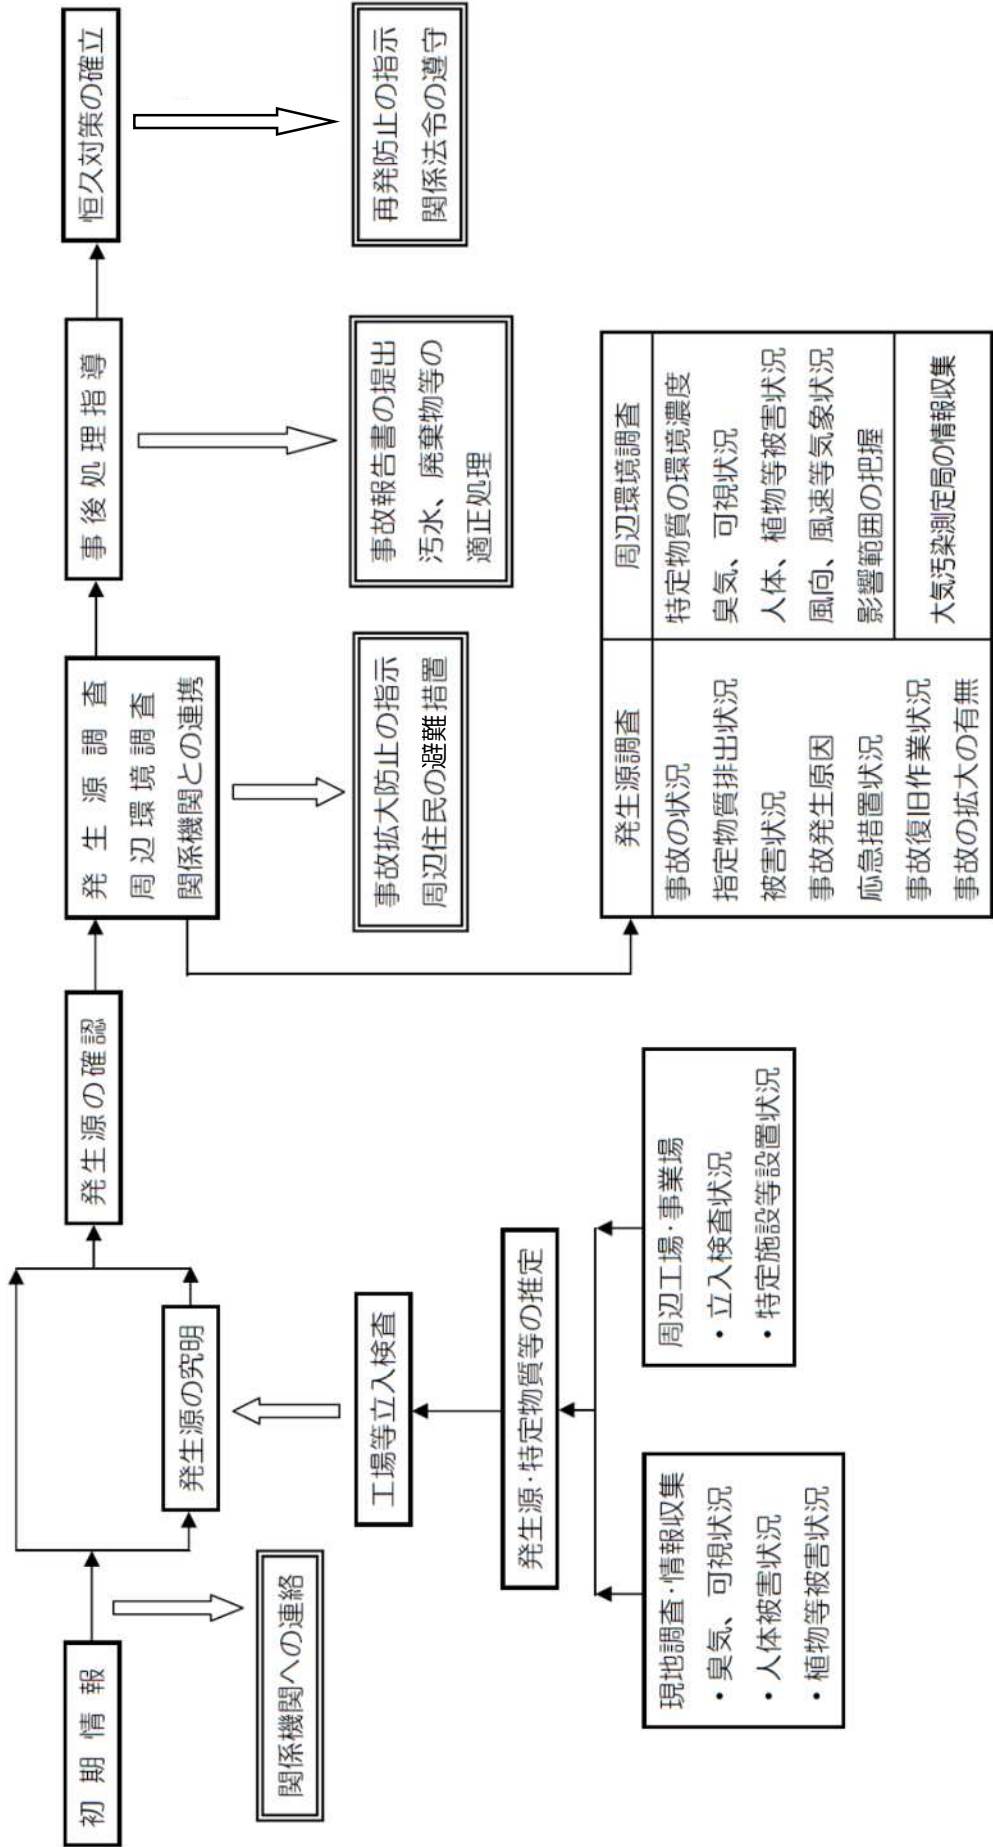 初期情報
関係機関への連絡
発生源の究明
工場等立入検査
発生源・特定物質等の推定
現地調査・情報収集
・臭気、可視状況
・人体被害状況
・植物等被害状況
周辺工場・事業場
・立入検査状況
・特定施設等設置状況
発生源の確認
発生源調査
周辺環境調査
関係機関との連携
事故拡大防止の指示
周辺住民の避難措置
発生源調査
事故の状況
指定物質排出状況
被害状況
事故発生原因
応急措置状況
事故復旧作業状況
事故の拡大の有無
周辺環境調査
特定物質の環境濃度
臭気、可視状況
人体、植物等被害状況
風向、風速等気象状況
影響範囲の把握
大気汚染測定局の情報収集
事後処理指導
事故報告書の提出
汚水、廃棄物等の
適正処理
恒久対策の確立
再発防止の指示
関係法令の遵守